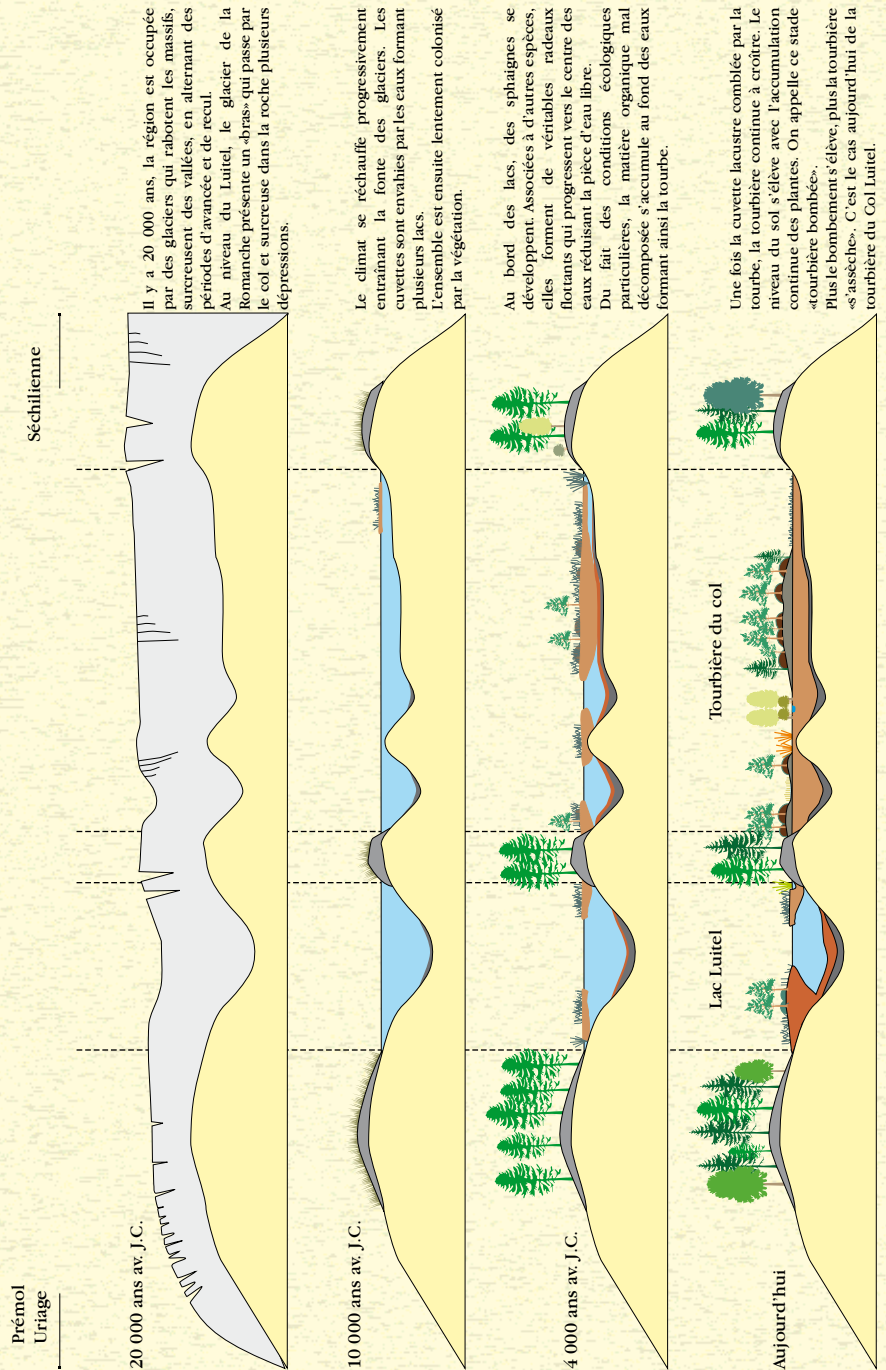 Prémol
Uriage
Séchilienne
20 000 ans av. J.C.
Il y a 20 000 ans, la région est occupée
par des glaciers qui rabotent les massifs,
surcreusent des vallées, en alternant des
périodes d'avancée et de recul.
Au niveau du Luitel, le glacier de la
Romanche présente un «bras» qui passe par
le col et surcreuse dans la roche plusieurs
dépressions.
10 000 ans av. J.C.
Le climat se réchauffe progressivement
entraînant la fonte des glaciers. Les
cuvettes sont envahies par les eaux formant
plusieurs lacs.
L'ensemble est ensuite lentement colonisé
par la végétation.
4 000 ans av. J.C.
Au bord des lacs, des sphaignes se
développent. Associées à d'autres espèces,
elles forment de véritables radeaux
flottants qui progressent vers le centre des
eaux réduisant la pièce d'eau libre.
Du fait des conditions écologiques
particulières, la matière organique mal
décomposée s'accumule au fond des eaux
formant ainsi la tourbe.
Aujourd'hui
Lac Luitel
Tourbière du col
Une fois la cuvette lacustre comblée par la
tourbe, la tourbière continue à croître. Le
niveau du sol s'élève avec l'accumulation
continue des plantes. On appelle ce stade
«tourbière bombée».
Plus le bombement s'élève, plus la tourbière
«s'assèche». C'est le cas aujourd'hui de la
tourbière du Col Luitel.